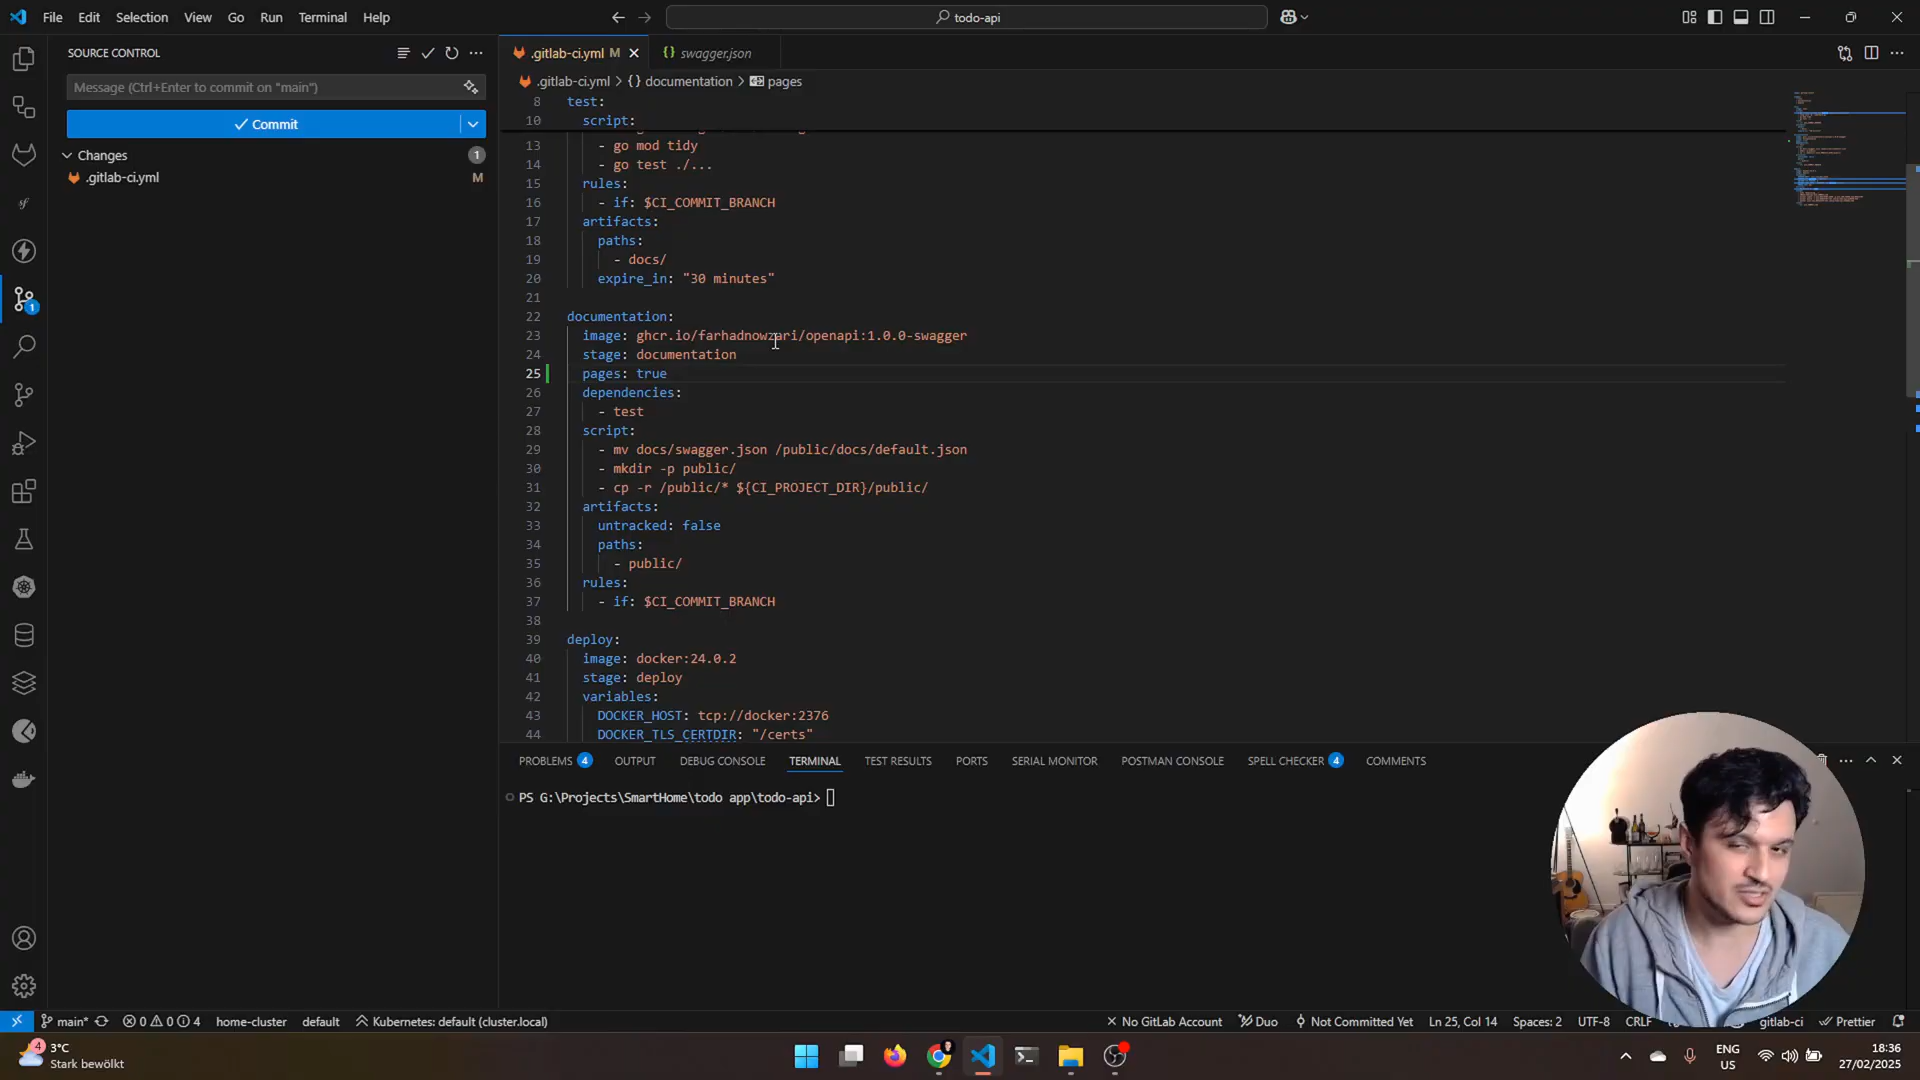 File Edit Selection View Go Run Terminal Help
todo-api
SOURCE CONTROL
Message (Ctrl+Enter to commit on "main")
Commit
Changes 1
.gitlab-ci.yml M
.gitlab-ci.yml M
swagger.json
.gitlab-ci.yml > {} documentation > pages
8 test:
10 script:
13 - go mod tidy
14 - go test ./...
15 rules:
16 - if: $CI_COMMIT_BRANCH
17 artifacts:
18 paths:
19 - docs/
20 expire_in: "30 minutes"
21
22 documentation:
23 image: ghcr.io/farhadnowzari/openapi:1.0.0-swagger
24 stage: documentation
25 pages: true
26 dependencies:
27 - test
28 script:
29 - mv docs/swagger.json /public/docs/default.json
30 - mkdir -p public/
31 - cp -r /public/* ${CI_PROJECT_DIR}/public/
32 artifacts:
33 untracked: false
34 paths:
35 - public/
36 rules:
37 - if: $CI_COMMIT_BRANCH
38
39 deploy:
40 image: docker:24.0.2
41 stage: deploy
42 variables:
43 DOCKER_HOST: tcp://docker:2376
44 DOCKER_TLS_CERTDIR: "/certs"
PROBLEMS 4 OUTPUT DEBUG CONSOLE TERMINAL TEST RESULTS PORTS SERIAL MONITOR POSTMAN CONSOLE SPELL CHECKER 4 COMMENTS
PS G:\Projects\SmartHome\todo app\todo-api>
main* 0 0 4 home-cluster default Kubernetes: default (cluster.local) No GitLab Account Duo Not Committed Yet Ln 25, Col 14 Spaces: 2 UTF-8 CRLF gitlab-ci Prettier
4
3°C
Stark bewölkt
ENG
US
18:36
27/02/2025
1